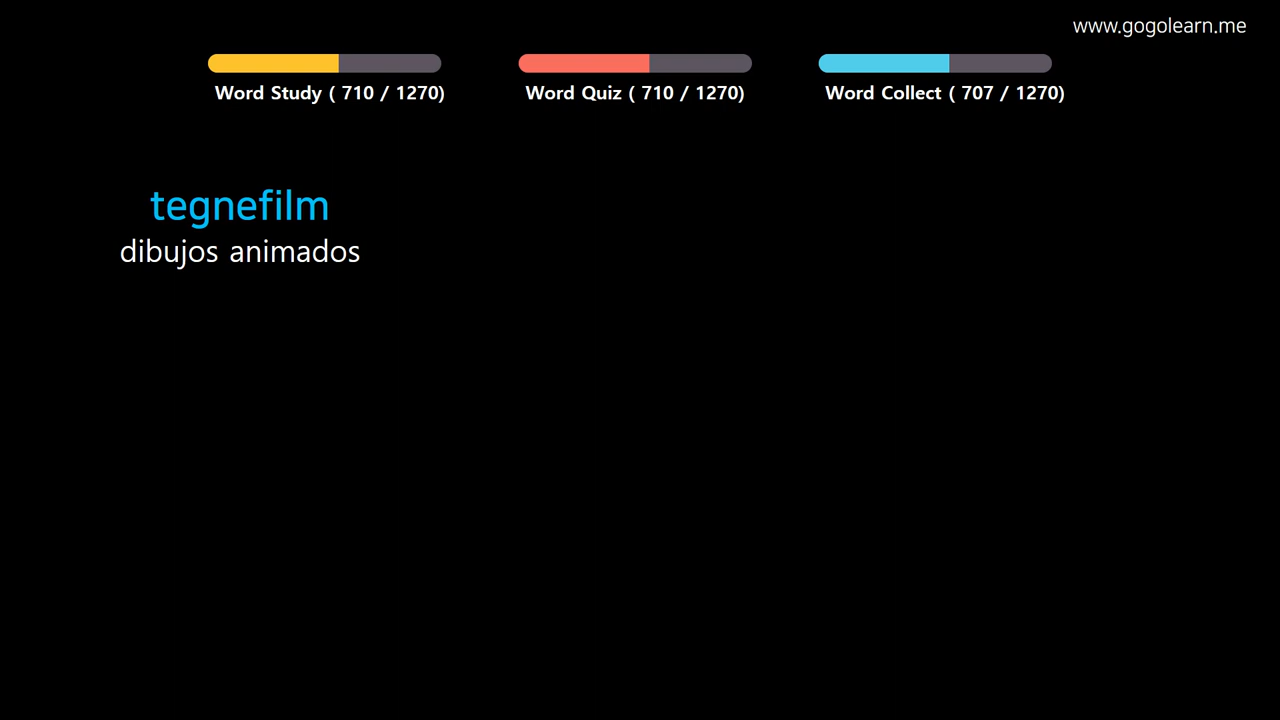 www.gogolearn.me
Word Study ( 710 / 1270)
Word Quiz ( 710 / 1270)
Word Collect ( 707 / 1270)
tegnefilm
dibujos animados